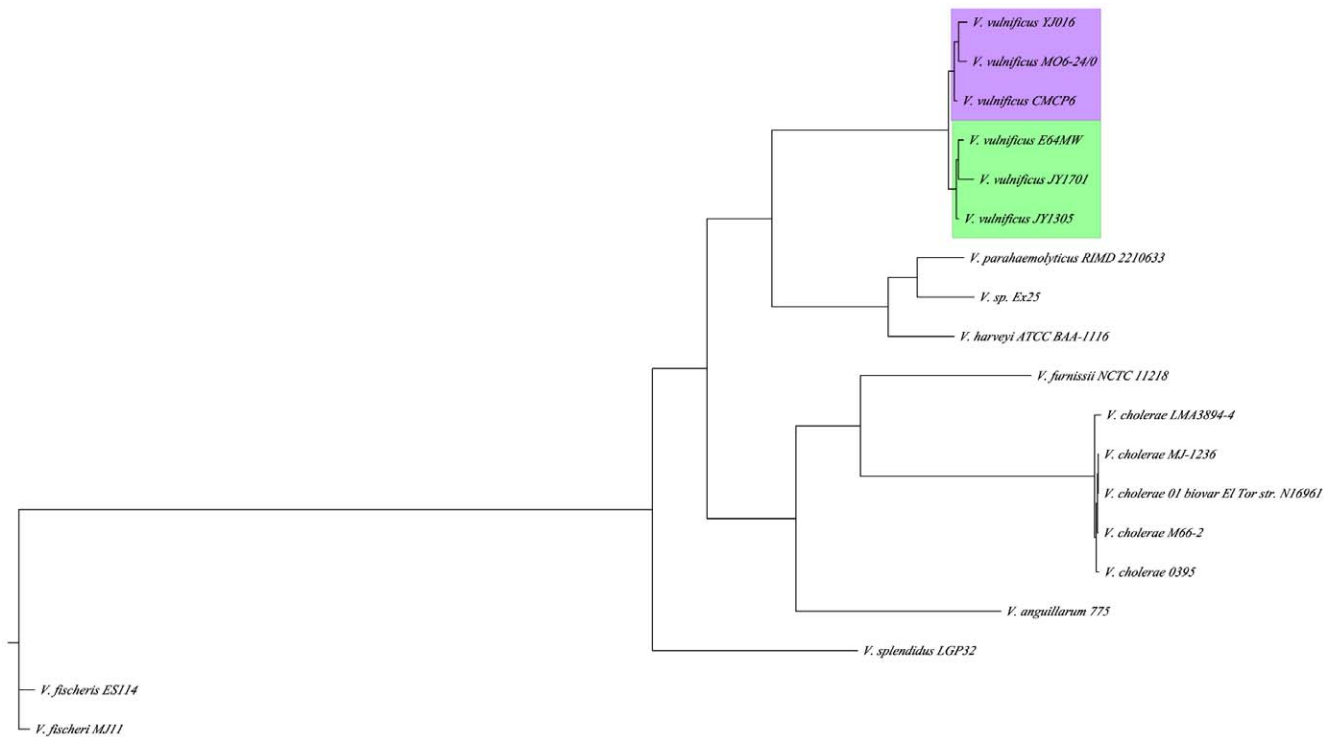 V. vulnificus YJ016
V. vulnificus MO6-24/0
V. vulnificus CMCP6
V. vulnificus E64MW
V. vulnificus JY1701
V. vulnificus JY1305
V. parahaemolyticus RIMD 2210633
V. sp. Ex25
V. harveyi ATCC BAA-1116
V. furnissii NCTC 11218
V. cholerae LMA3894-4
V. cholerae MJ-1236
V. cholerae 01 biovar El Tor str. N16961
V. cholerae M66-2
V. cholerae 0395
V. anguillarum 775
V. splendidus LGP32
V. fischeris ES114
V. fischeri MJ11